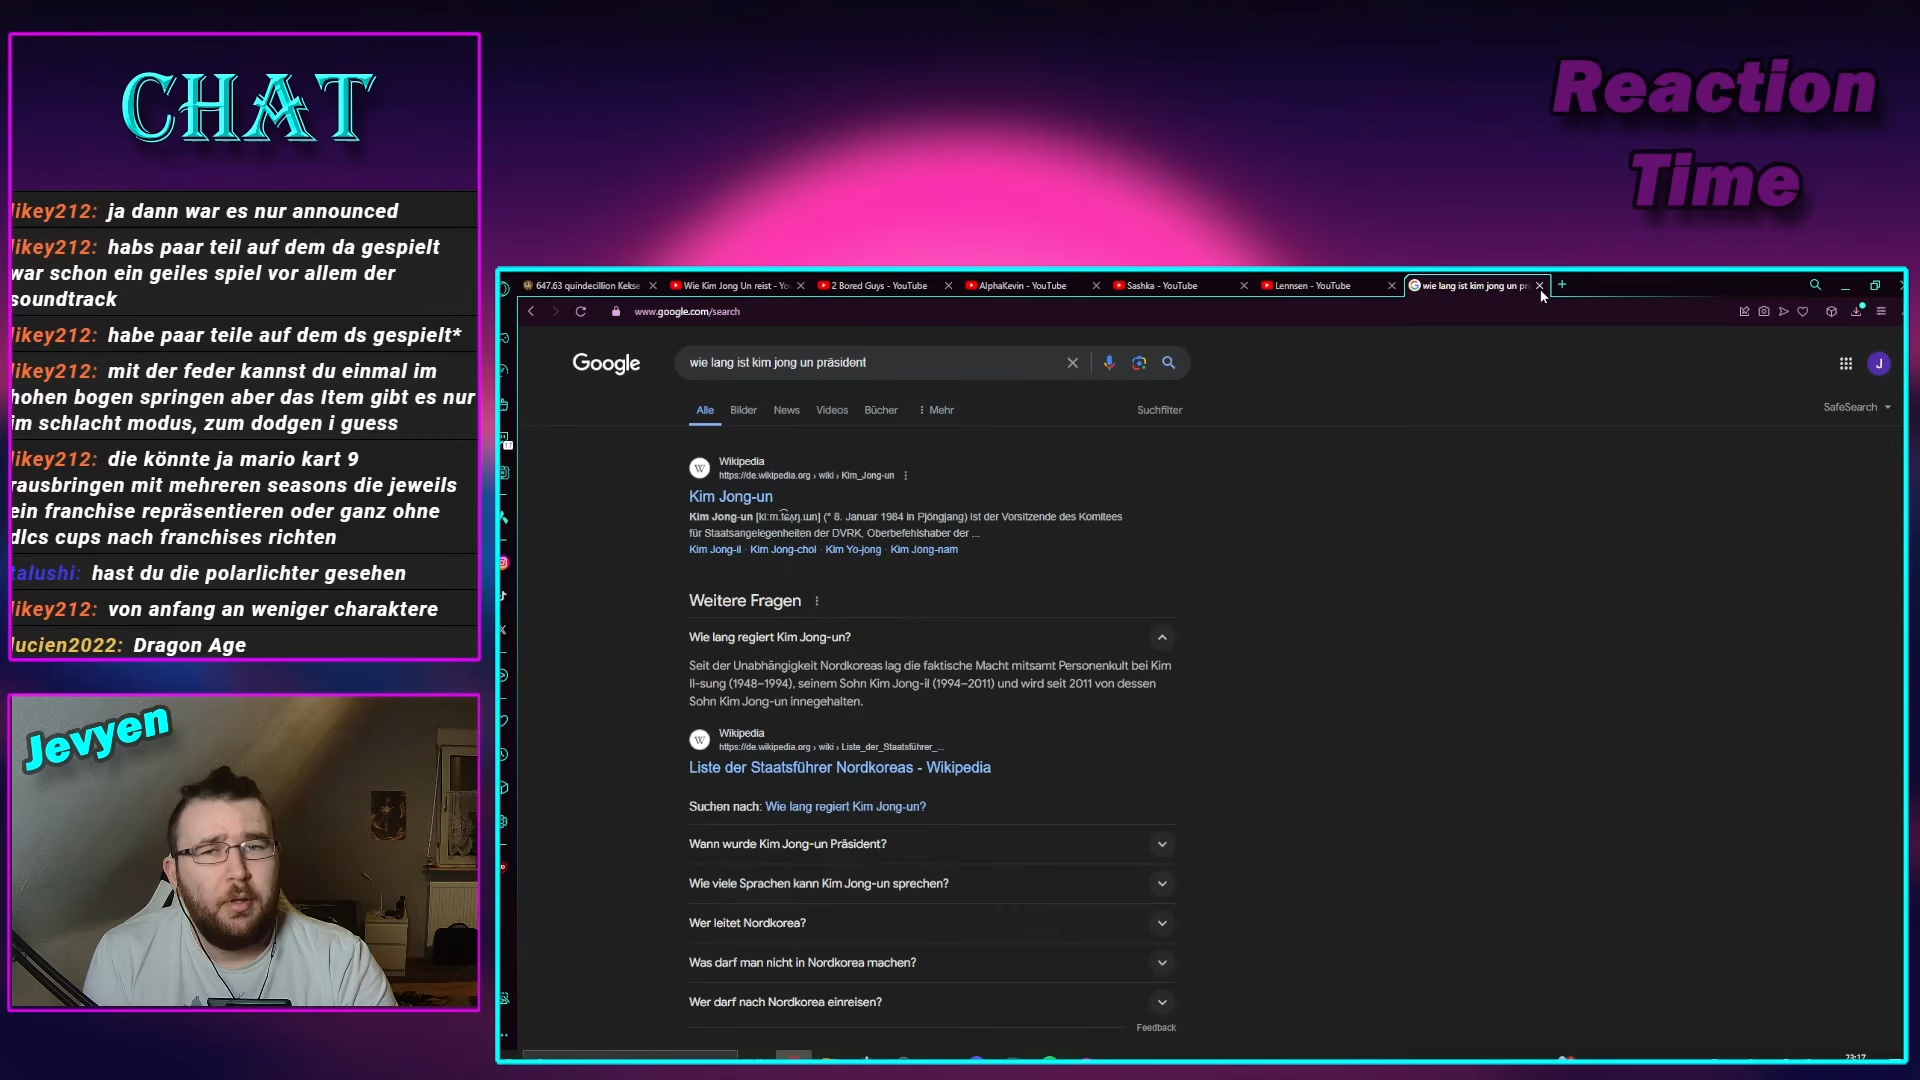 CHAT
likey212: ja dann war es nur announced
likey212: habs paar teil auf dem da gespielt
war schon ein geiles spiel vor allem der
soundtrack
likey212: habe paar teile auf dem ds gespielt*
likey212: mit der feder kannst du einmal im
hohen bogen springen aber das Item gibt es nur
im schlacht modus, zum dodgen i guess
likey212: die könnte ja mario kart 9
rausbringen mit mehreren seasons die jeweils
ein franchise repräsentieren oder ganz ohne
dlcs cups nach franchises richten
talushi: hast du die polarlichter gesehen
likey212: von anfang an weniger charaktere
lucien2022: Dragon Age
Jevyen
Reaction
Time
647.63 quindecillion Kekse
Wie Kim Jong Un reist - Yo
2 Bored Guys - YouTube
AlphaKevin - YouTube
Sashka - YouTube
Lennsen - YouTube
wie lang ist kim jong un pr
www.google.com/search
Google
wie lang ist kim jong un präsident
J
Alle Bilder News Videos Bücher Mehr Suchfilter
SafeSearch
Wikipedia
https://de.wikipedia.org › wiki › Kim_Jong-un
Kim Jong-un
(* 8. Januar 1984 in Pjöngjang) ist der Vorsitzende des Komitees
für Staatsangelegenheiten der DVRK, Oberbefehlshaber der ...
Kim Jong-il · Kim Jong-chol · Kim Yo-jong · Kim Jong-nam
Weitere Fragen
Wie lang regiert Kim Jong-un?
Seit der Unabhängigkeit Nordkoreas lag die faktische Macht mitsamt Personenkult bei Kim
Il-sung (1948–1994), seinem Sohn Kim Jong-il (1994–2011) und wird seit 2011 von dessen
Sohn Kim Jong-un innegehalten.
Wikipedia
https://de.wikipedia.org › wiki › Liste_der_Staatsführer_...
Liste der Staatsführer Nordkoreas - Wikipedia
Suchen nach: Wie lang regiert Kim Jong-un?
Wann wurde Kim Jong-un Präsident?
Wie viele Sprachen kann Kim Jong-un sprechen?
Wer leitet Nordkorea?
Was darf man nicht in Nordkorea machen?
Wer darf nach Nordkorea einreisen?
Feedback
23:17